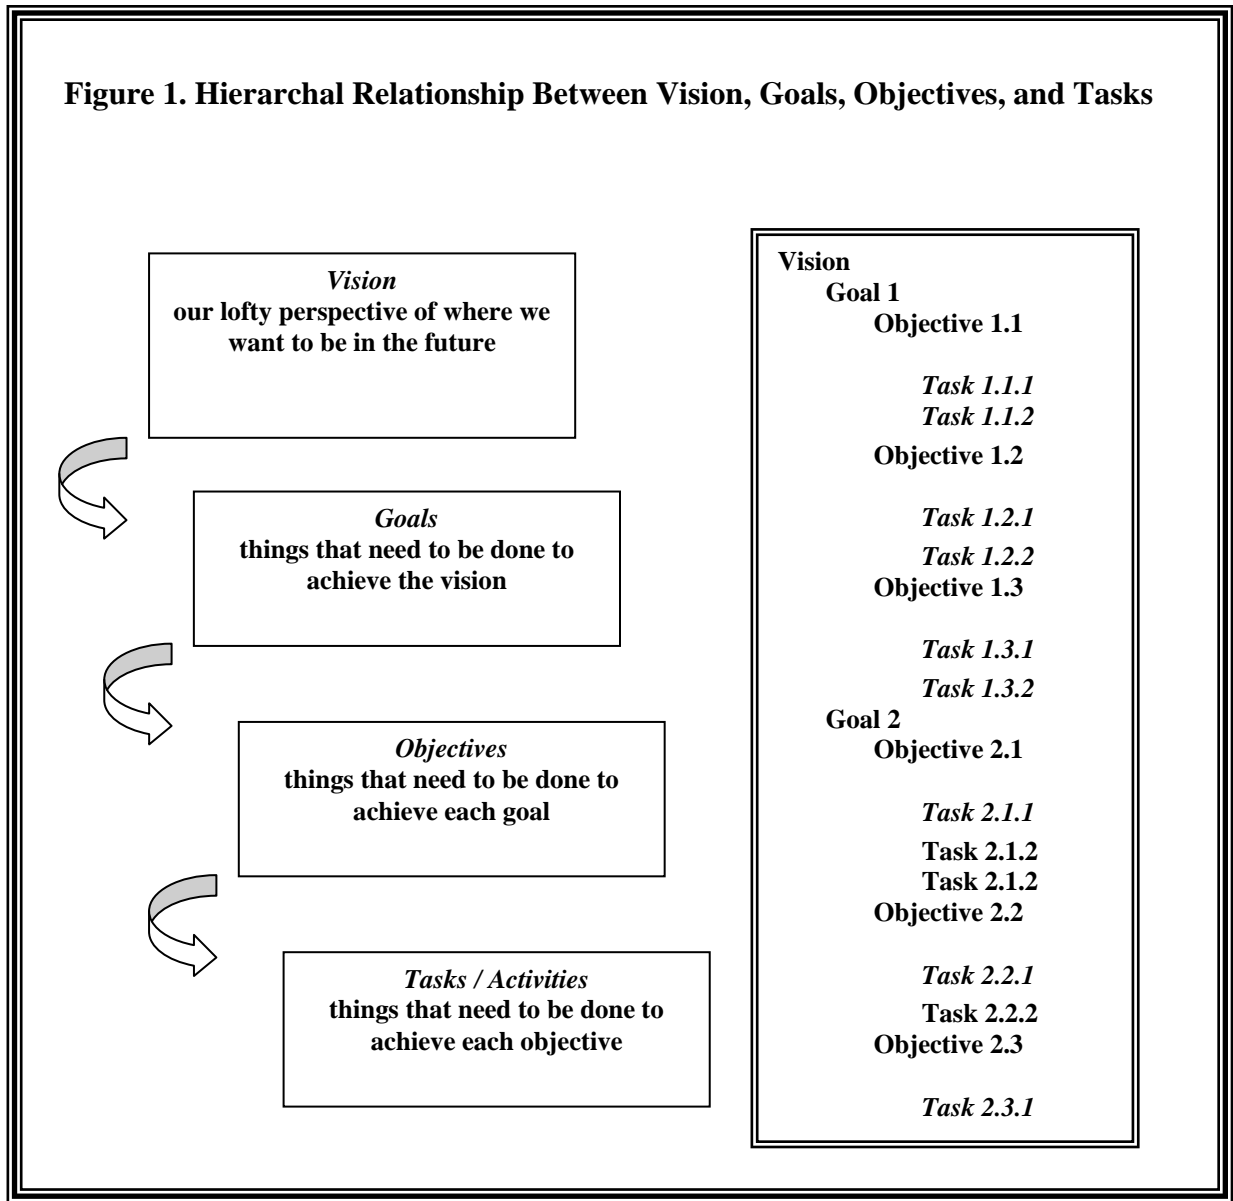 Figure 1. Hierarchal Relationship Between Vision, Goals, Objectives, and Tasks
Vision
our lofty perspective of where we
want to be in the future
Goals
things that need to be done to
achieve the vision
Objectives
things that need to be done to
achieve each goal
Tasks / Activities
things that need to be done to
achieve each objective
Vision
Goal 1
Objective 1.1
Task 1.1.1
Task 1.1.2
Objective 1.2
Task 1.2.1
Task 1.2.2
Objective 1.3
Task 1.3.1
Task 1.3.2
Goal 2
Objective 2.1
Task 2.1.1
Task 2.1.2
Task 2.1.2
Objective 2.2
Task 2.2.1
Task 2.2.2
Objective 2.3
Task 2.3.1